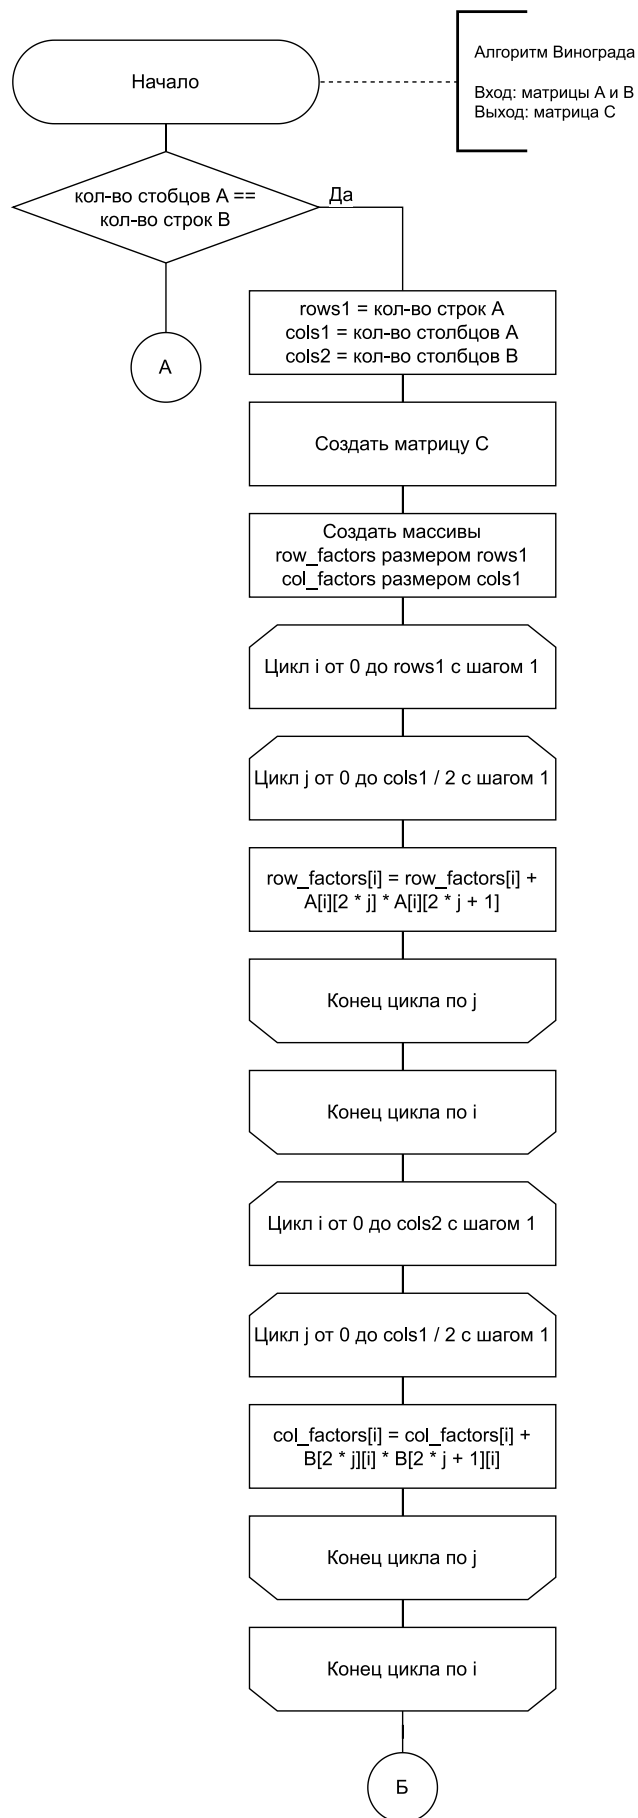 Начало
Алгоритм Винограда
Вход: матрицы А и В
Выход: матрица С
кол-во стобцов А ==
кол-во строк В
Да
А
rows1 = кол-во строк А
cols1 = кол-во столбцов А
cols2 = кол-во столбцов В
Создать матрицу С
Создать массивы
row_factors размером rows1
col_factors размером cols1
Цикл i от 0 до rows1 с шагом 1
Цикл j от 0 до cols1 / 2 с шагом 1
row_factors[i] = row_factors[i] +
A[i][2 * j] * A[i][2 * j + 1]
Конец цикла по j
Конец цикла по i
Цикл i от 0 до cols2 с шагом 1
Цикл j от 0 до cols1 / 2 с шагом 1
col_factors[i] = col_factors[i] +
B[2 * j][i] * B[2 * j + 1][i]
Конец цикла по j
Конец цикла по i
Б